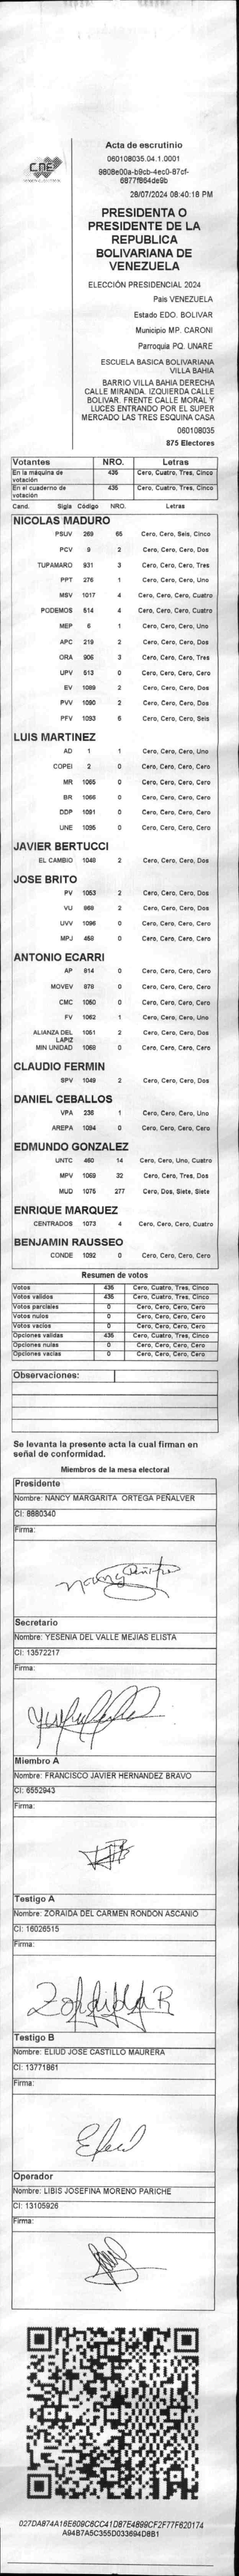 CNE
Acta de escrutinio
060108035.04.1.0001
9808e00a-b9cb-4ec0-87cf-
6877f864de9b
28/07/2024 08:40:18 PM
PRESIDENTA O
PRESIDENTE DE LA
REPUBLICA
BOLIVARIANA DE
VENEZUELA
ELECCIÓN PRESIDENCIAL 2024
País VENEZUELA
Estado EDO. BOLIVAR
Municipio MP. CARONI
Parroquia PQ. UNARE
ESCUELA BASICA BOLIVARIANA
VILLA BAHIA
BARRIO VILLA BAHIA DERECHA
CALLE MIRANDA. IZQUIERDA CALLE
BOLIVAR. FRENTE CALLE MORAL Y
LUCES ENTRANDO POR EL SUPER
MERCADO LAS TRES ESQUINA CASA
060108035
875 Electores
Votantes NRO. Letras
En la máquina de votación 435 Cero, Cuatro, Tres, Cinco
En el cuaderno de votación 435 Cero, Cuatro, Tres, Cinco
Cand. Sigla Código NRO. Letras
NICOLAS MADURO
PSUV 269 65 Cero, Cero, Seis, Cinco
PCV 9 2 Cero, Cero, Cero, Dos
TUPAMARO 931 3 Cero, Cero, Cero, Tres
PPT 276 1 Cero, Cero, Cero, Uno
MSV 1017 4 Cero, Cero, Cero, Cuatro
PODEMOS 514 4 Cero, Cero, Cero, Cuatro
MEP 6 1 Cero, Cero, Cero, Uno
APC 219 2 Cero, Cero, Cero, Dos
ORA 906 3 Cero, Cero, Cero, Tres
UPV 513 0 Cero, Cero, Cero, Cero
EV 1089 2 Cero, Cero, Cero, Dos
PVV 1090 2 Cero, Cero, Cero, Dos
PFV 1093 6 Cero, Cero, Cero, Seis
LUIS MARTINEZ
AD 1 1 Cero, Cero, Cero, Uno
COPEI 2 0 Cero, Cero, Cero, Cero
MR 1065 0 Cero, Cero, Cero, Cero
BR 1066 0 Cero, Cero, Cero, Cero
DDP 1091 0 Cero, Cero, Cero, Cero
UNE 1095 0 Cero, Cero, Cero, Cero
JAVIER BERTUCCI
EL CAMBIO 1048 2 Cero, Cero, Cero, Dos
JOSE BRITO
PV 1053 2 Cero, Cero, Cero, Dos
VU 869 2 Cero, Cero, Cero, Dos
UVV 1096 0 Cero, Cero, Cero, Cero
MPJ 458 0 Cero, Cero, Cero, Cero
ANTONIO ECARRI
AP 814 0 Cero, Cero, Cero, Cero
MOVEV 878 0 Cero, Cero, Cero, Cero
CMC 1050 0 Cero, Cero, Cero, Cero
FV 1062 1 Cero, Cero, Cero, Uno
ALIANZA DEL LAPIZ 1051 2 Cero, Cero, Cero, Dos
MIN UNIDAD 1068 0 Cero, Cero, Cero, Cero
CLAUDIO FERMIN
SPV 1049 2 Cero, Cero, Cero, Dos
DANIEL CEBALLOS
VPA 236 1 Cero, Cero, Cero, Uno
AREPA 1094 0 Cero, Cero, Cero, Cero
EDMUNDO GONZALEZ
UNTC 460 14 Cero, Cero, Uno, Cuatro
MPV 1069 32 Cero, Cero, Tres, Dos
MUD 1075 277 Cero, Dos, Siete, Siete
ENRIQUE MARQUEZ
CENTRADOS 1073 4 Cero, Cero, Cero, Cuatro
BENJAMIN RAUSSEO
CONDE 1092 0 Cero, Cero, Cero, Cero
Resumen de votos
Votos 435 Cero, Cuatro, Tres, Cinco
Votos validos 435 Cero, Cuatro, Tres, Cinco
Votos parciales 0 Cero, Cero, Cero, Cero
Votos nulos 0 Cero, Cero, Cero, Cero
Votos vacios 0 Cero, Cero, Cero, Cero
Opciones validas 435 Cero, Cuatro, Tres, Cinco
Opciones nulas 0 Cero, Cero, Cero, Cero
Opciones vacias 0 Cero, Cero, Cero, Cero
Observaciones:
Se levanta la presente acta la cual firman en
señal de conformidad.
Miembros de la mesa electoral
Presidente
Nombre: NANCY MARGARITA ORTEGA PEÑALVER
CI: 8880340
Firma:
Secretario
Nombre: YESENIA DEL VALLE MEJIAS ELISTA
CI: 13572217
Firma:
Miembro A
Nombre: FRANCISCO JAVIER HERNANDEZ BRAVO
CI: 6552943
Firma:
Testigo A
Nombre: ZORAIDA DEL CARMEN RONDON ASCANIO
CI: 16026515
Firma:
Zoraida R
Testigo B
Nombre: ELIUD JOSE CASTILLO MAURERA
CI: 13771861
Firma:
Eliud
Operador
Nombre: LIBIS JOSEFINA MORENO PARICHE
CI: 13105926
Firma:
027DA874A16E609C6CC41D87E4899CF2F77F620174
A94B7A5C355D033694D8B1